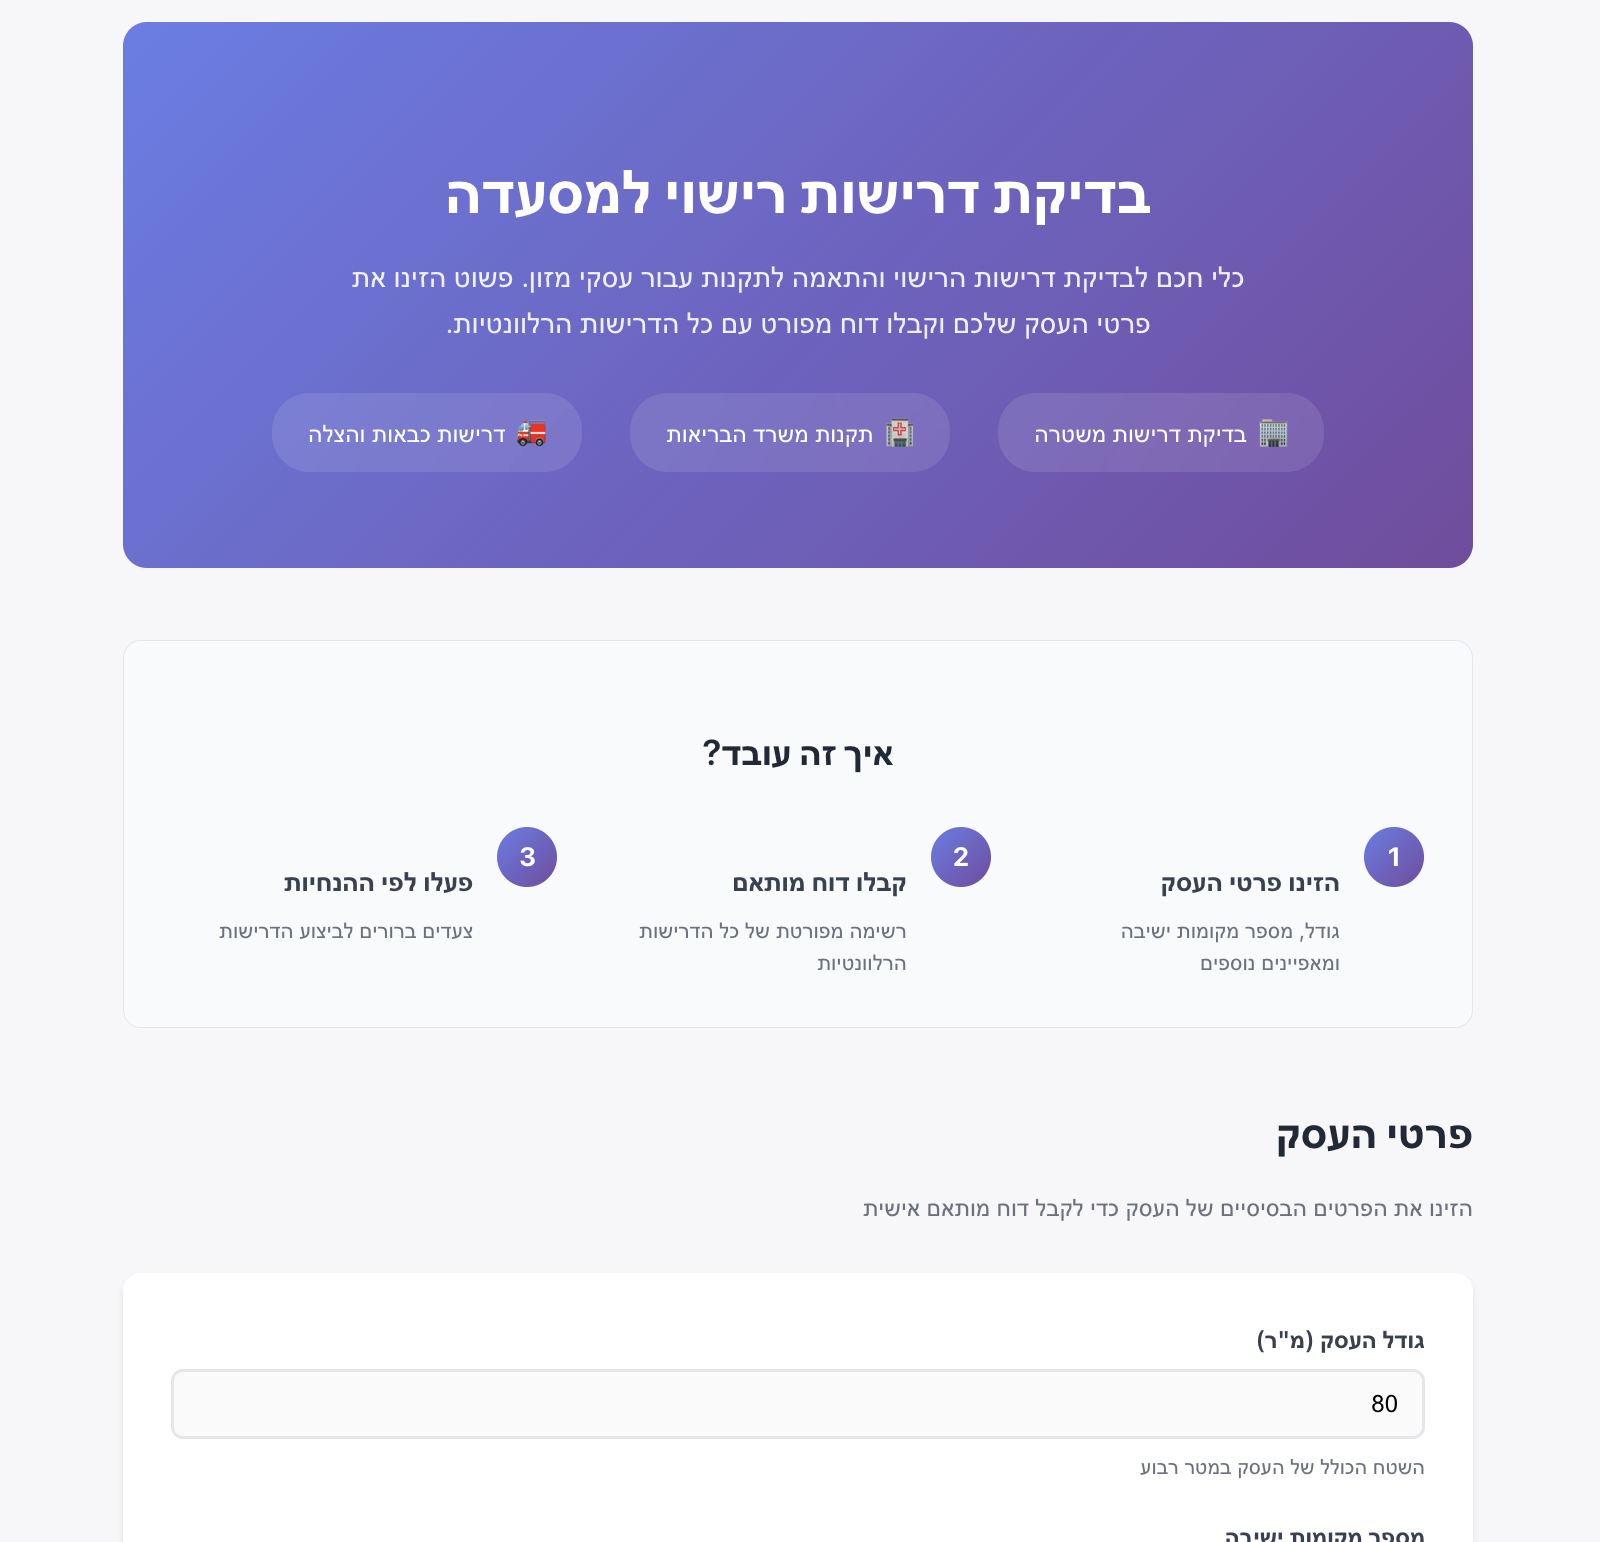 בדיקת דרישות רישוי למסעדה
כלי חכם לבדיקת דרישות הרישוי והתאמה לתקנות עבור עסקי מזון. פשוט הזינו את
פרטי העסק שלכם וקבלו דוח מפורט עם כל הדרישות הרלוונטיות.
בדיקת דרישות משטרה
תקנות משרד הבריאות
דרישות כבאות והצלה
איך זה עובד?
1
הזינו פרטי העסק
גודל, מספר מקומות ישיבה
ומאפיינים נוספים
2
קבלו דוח מותאם
רשימה מפורטת של כל הדרישות
הרלוונטיות
3
פעלו לפי ההנחיות
צעדים ברורים לביצוע הדרישות
פרטי העסק
הזינו את הפרטים הבסיסיים של העסק כדי לקבל דוח מותאם אישית
גודל העסק (מ"ר)
80
השטח הכולל של העסק במטר רבוע
מספר מקומות ישיבה